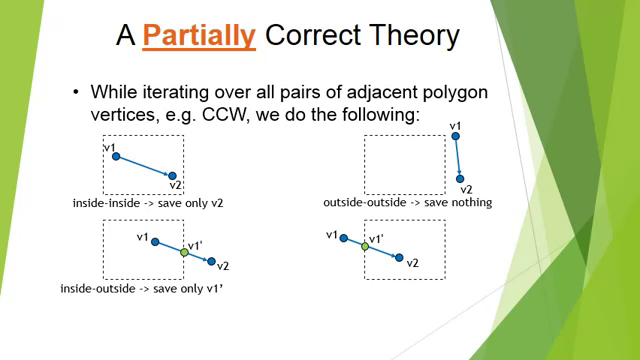 A Partially Correct Theory
• While iterating over all pairs of adjacent polygon
vertices, e.g. CCW, we do the following:
v1
v2
inside-inside -> save only v2
v1
v2
outside-outside -> save nothing
v1
v1'
v2
inside-outside -> save only v1’
v1
v1'
v2